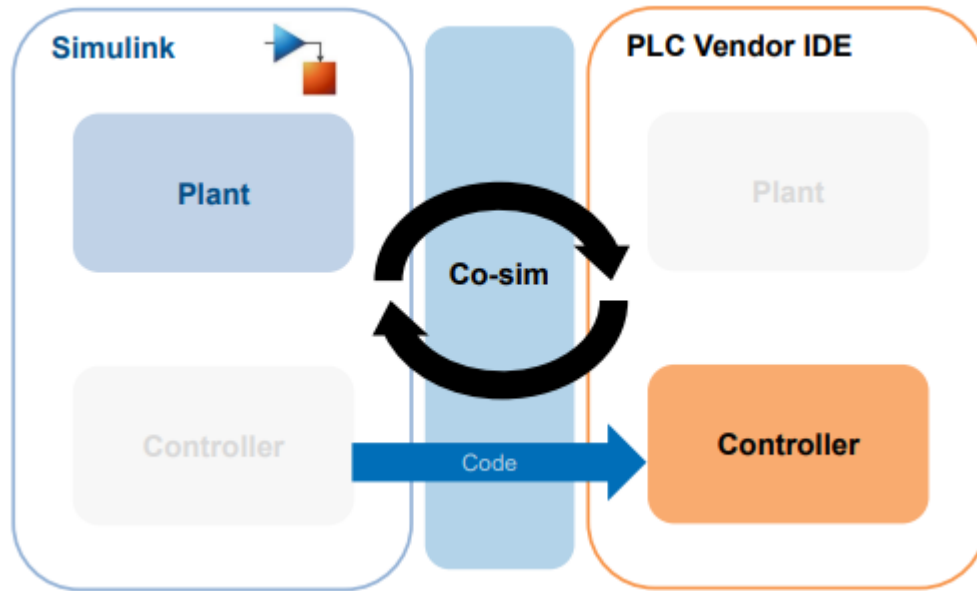 Simulink
PLC Vendor IDE
Plant
Plant
Co-sim
Controller
Controller
Code